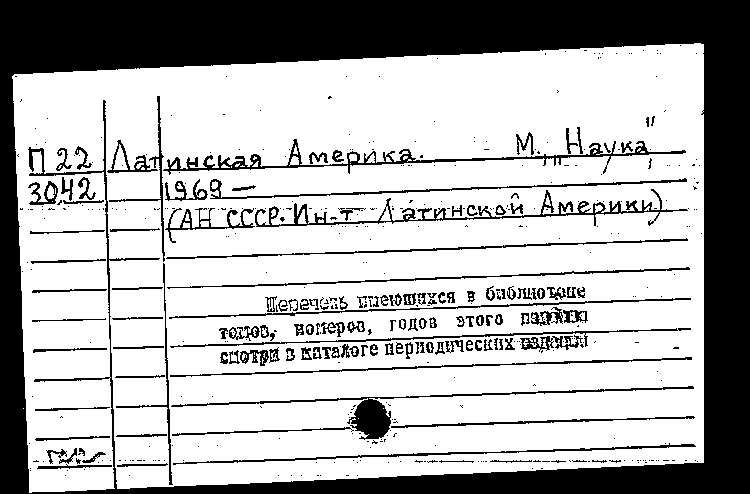 П 22 Латинская Америка. - М., „Наука",
3042 1969 —
(АН СССР. Ин-т Латинской Америки)
Перечень имеющихся в библиотеке
томов, номеров, годов этого
смотри в каталоге периодических изданий